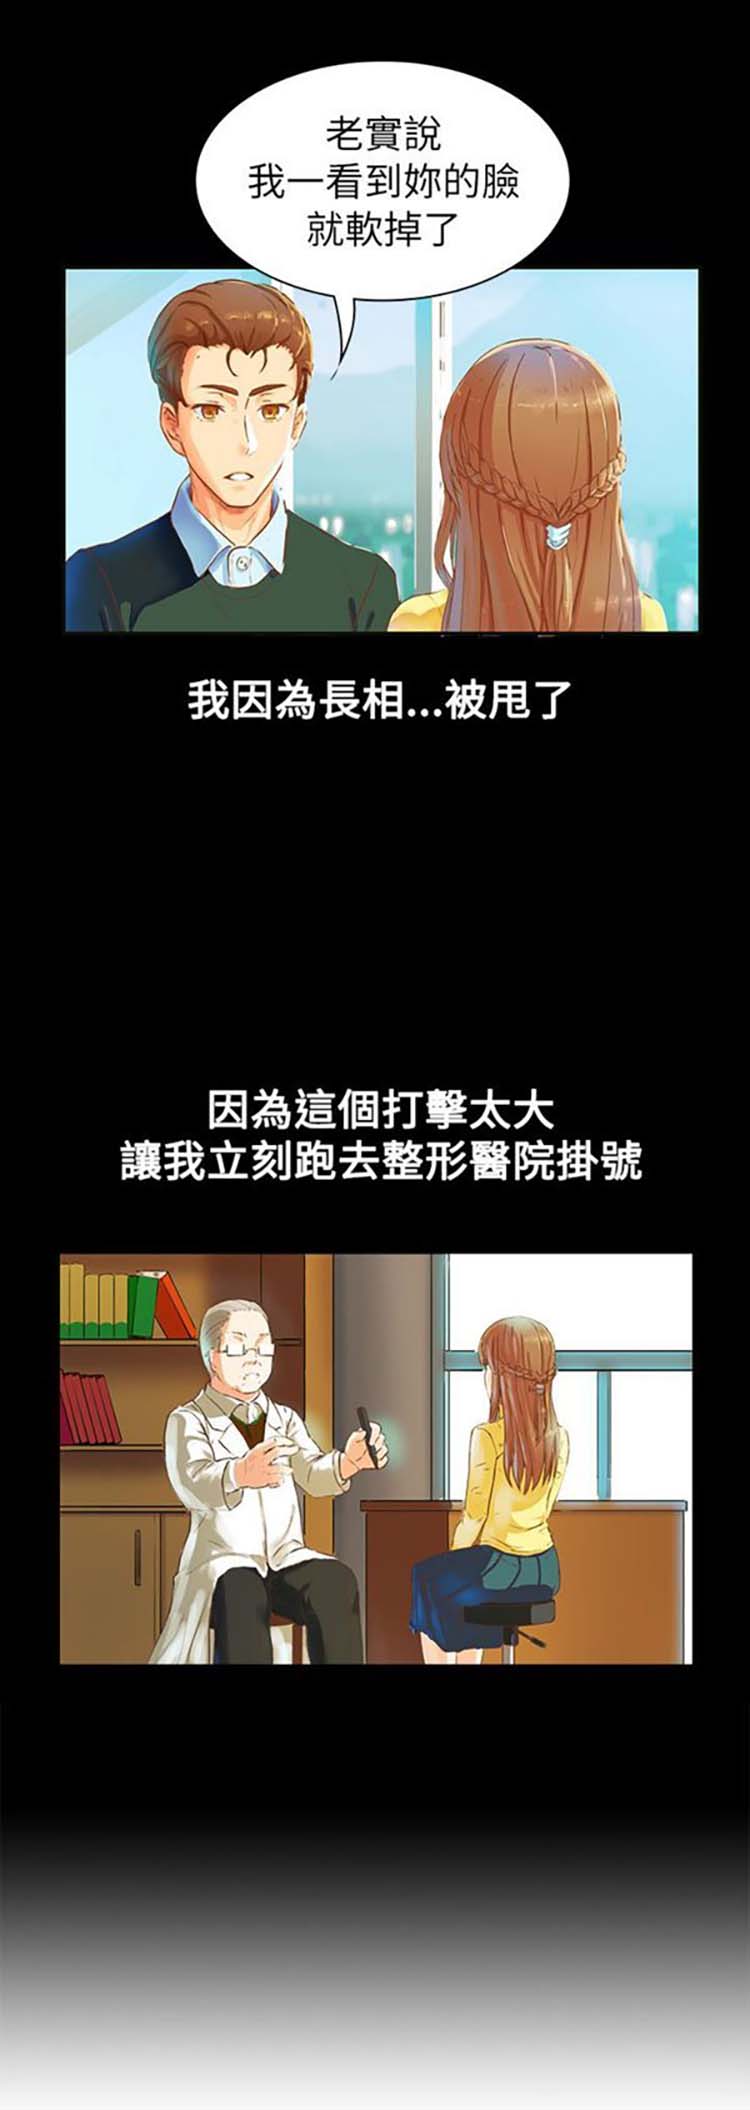 老實說
我一看到妳的臉
就軟掉了
我因為長相...被甩了
因為這個打擊太大
讓我立刻跑去整形醫院掛號